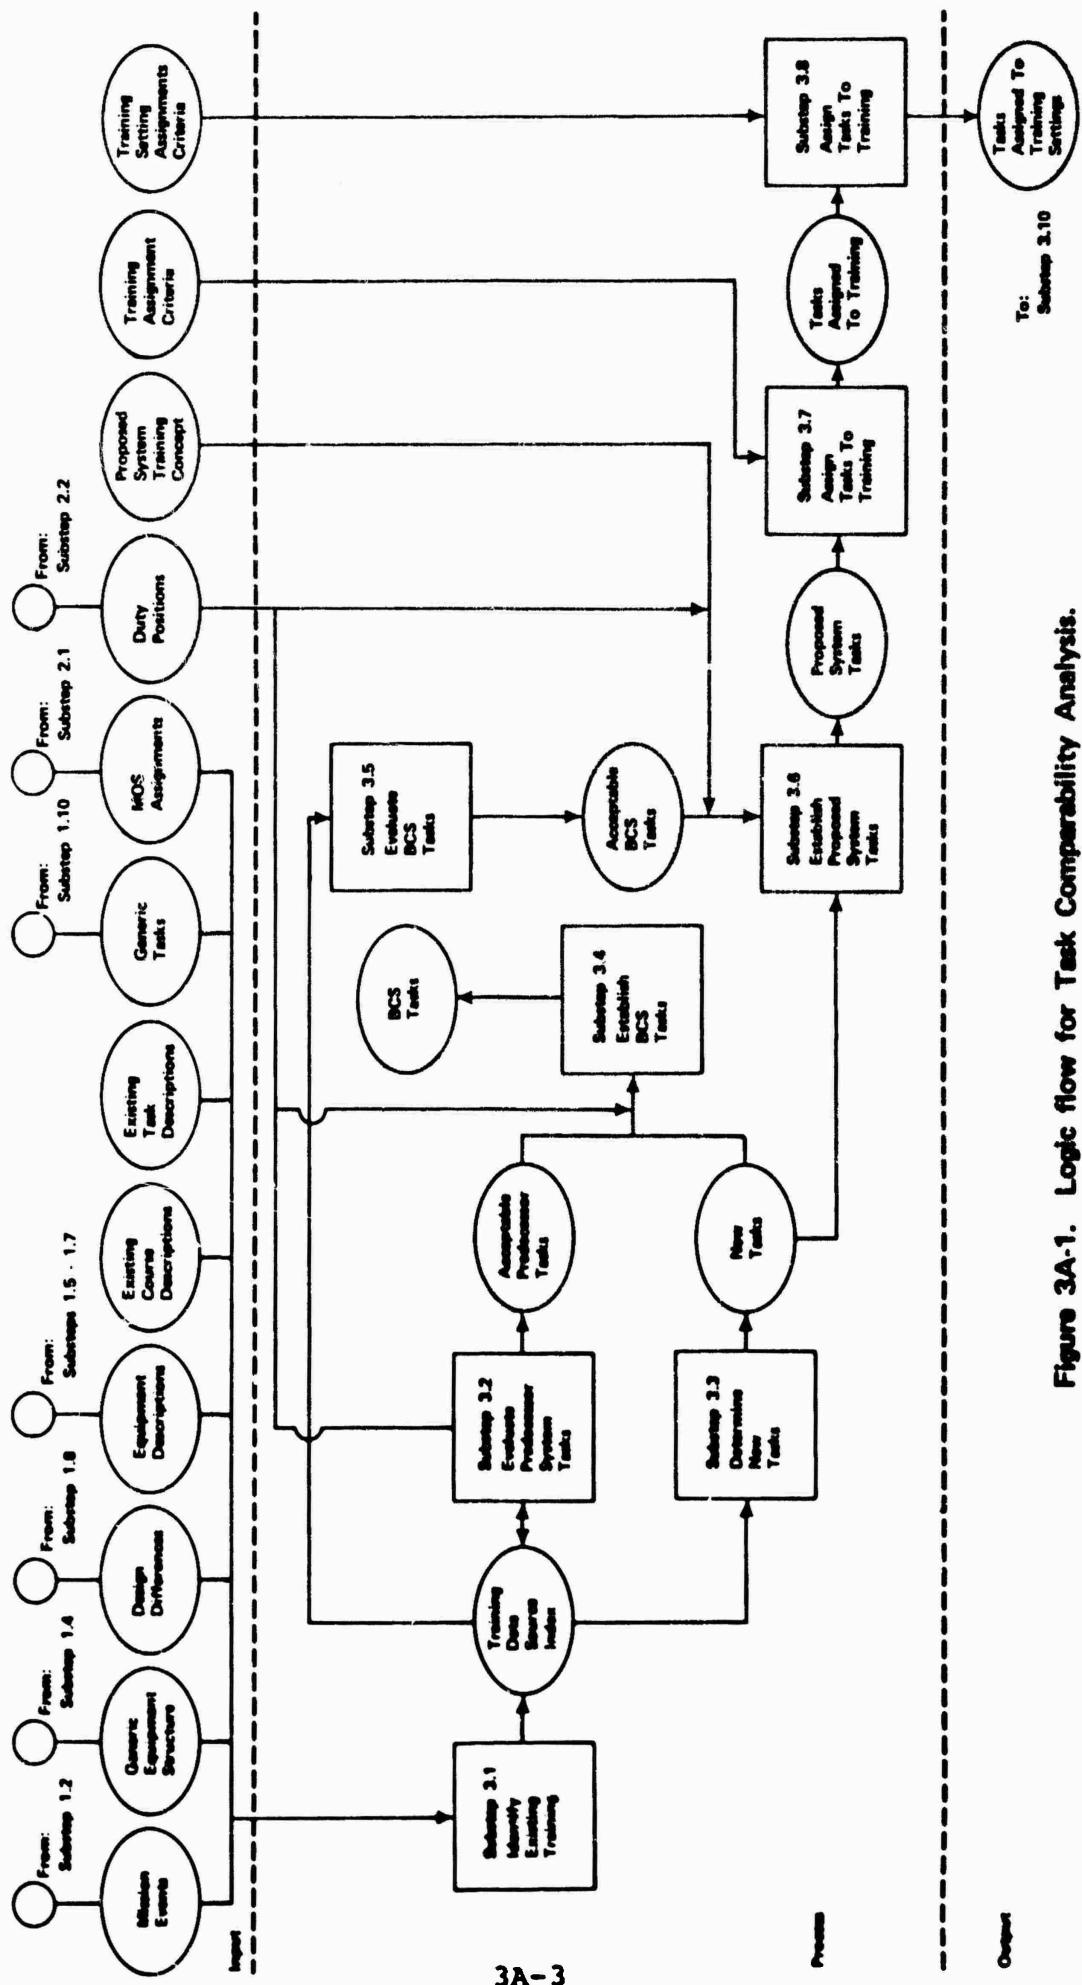 From:
Substep 1.2
From:
Substep 1.4
From:
Substep 1.8
From:
Substeps 1.5 - 1.7
From:
Substep 1.10
From:
Substep 2.1
From:
Substep 2.2
Mission
Events
Generic
Equipment
Structure
Design
Differences
Equipment
Descriptions
Existing
Course
Descriptions
Existing
Task
Descriptions
Generic
Tasks
MOS
Assignments
Duty
Positions
Proposed
System
Training
Concept
Training
Assignment
Criteria
Training
Setting
Assignments
Criteria
Input
Substep 3.1
Identify
Existing
Training
Training
Data
Source
Index
Substep 3.2
Evaluate
Predecessor
System
Tasks
Acceptable
Predecessor
Tasks
Substep 3.3
Determine
New
Tasks
New
Tasks
BCS
Tasks
Substep 3.4
Establish
BCS
Tasks
Substep 3.5
Evaluate
BCS
Tasks
Acceptable
BCS
Tasks
Substep 3.6
Establish
Proposed
System
Tasks
Proposed
System
Tasks
Substep 3.7
Assign
Tasks To
Training
Tasks
Assigned
To Training
Substep 3.8
Assign
Tasks To
Training
Process
Output
To:
Substep 3.10
Tasks
Assigned To
Training
Settings
Figure 3A-1. Logic flow for Task Comparability Analysis.
3A-3